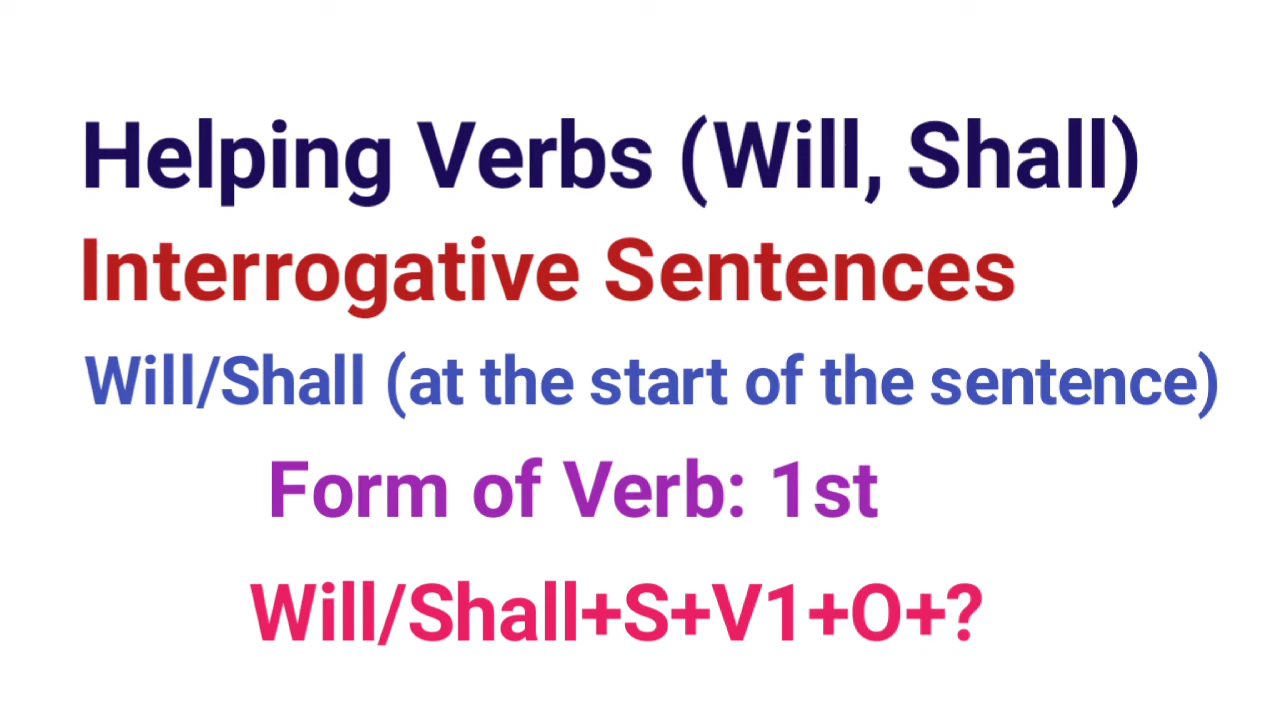 Helping Verbs (Will, Shall)
Interrogative Sentences
Will/Shall (at the start of the sentence)
Form of Verb: 1st
Will/Shall+S+V1+O+?